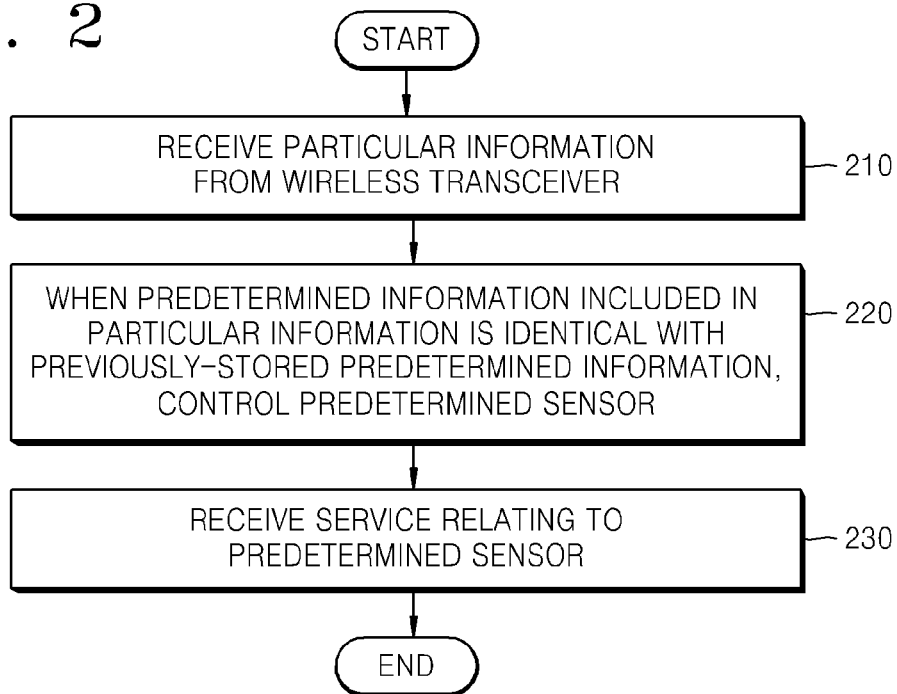 . 2
START
RECEIVE PARTICULAR INFORMATION
FROM WIRELESS TRANSCEIVER
210
WHEN PREDETERMINED INFORMATION INCLUDED IN
PARTICULAR INFORMATION IS IDENTICAL WITH
PREVIOUSLY-STORED PREDETERMINED INFORMATION,
CONTROL PREDETERMINED SENSOR
220
RECEIVE SERVICE RELATING TO
PREDETERMINED SENSOR
230
END